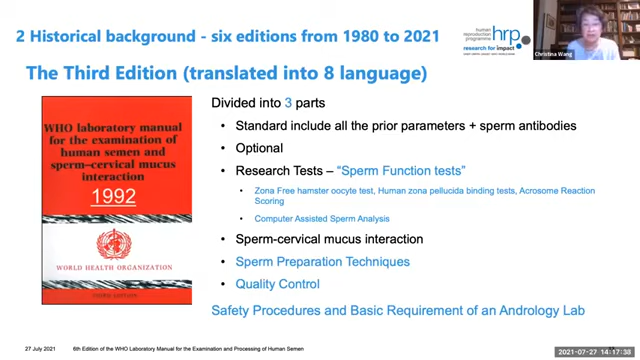 2 Historical background - six editions from 1980 to 2021
human
reproduction
programme
hrp
research for impact
Christina Wang
The Third Edition (translated into 8 language)
WHO laboratory manual
for the examination of
human semen and
sperm-cervical mucus
interaction
1992
WORLD HEALTH ORGANIZATION
THIRD EDITION
Divided into 3 parts
• Standard include all the prior parameters + sperm antibodies
• Optional
• Research Tests – “Sperm Function tests”
• Zona Free hamster oocyte test, Human zona pellucida binding tests, Acrosome Reaction
Scoring
• Computer Assisted Sperm Analysis
• Sperm-cervical mucus interaction
• Sperm Preparation Techniques
• Quality Control
Safety Procedures and Basic Requirement of an Andrology Lab
27 July 2021
6th Edition of the WHO Laboratory Manual for the Examination and Processing of Human Semen
2021-07-27 14:17:38